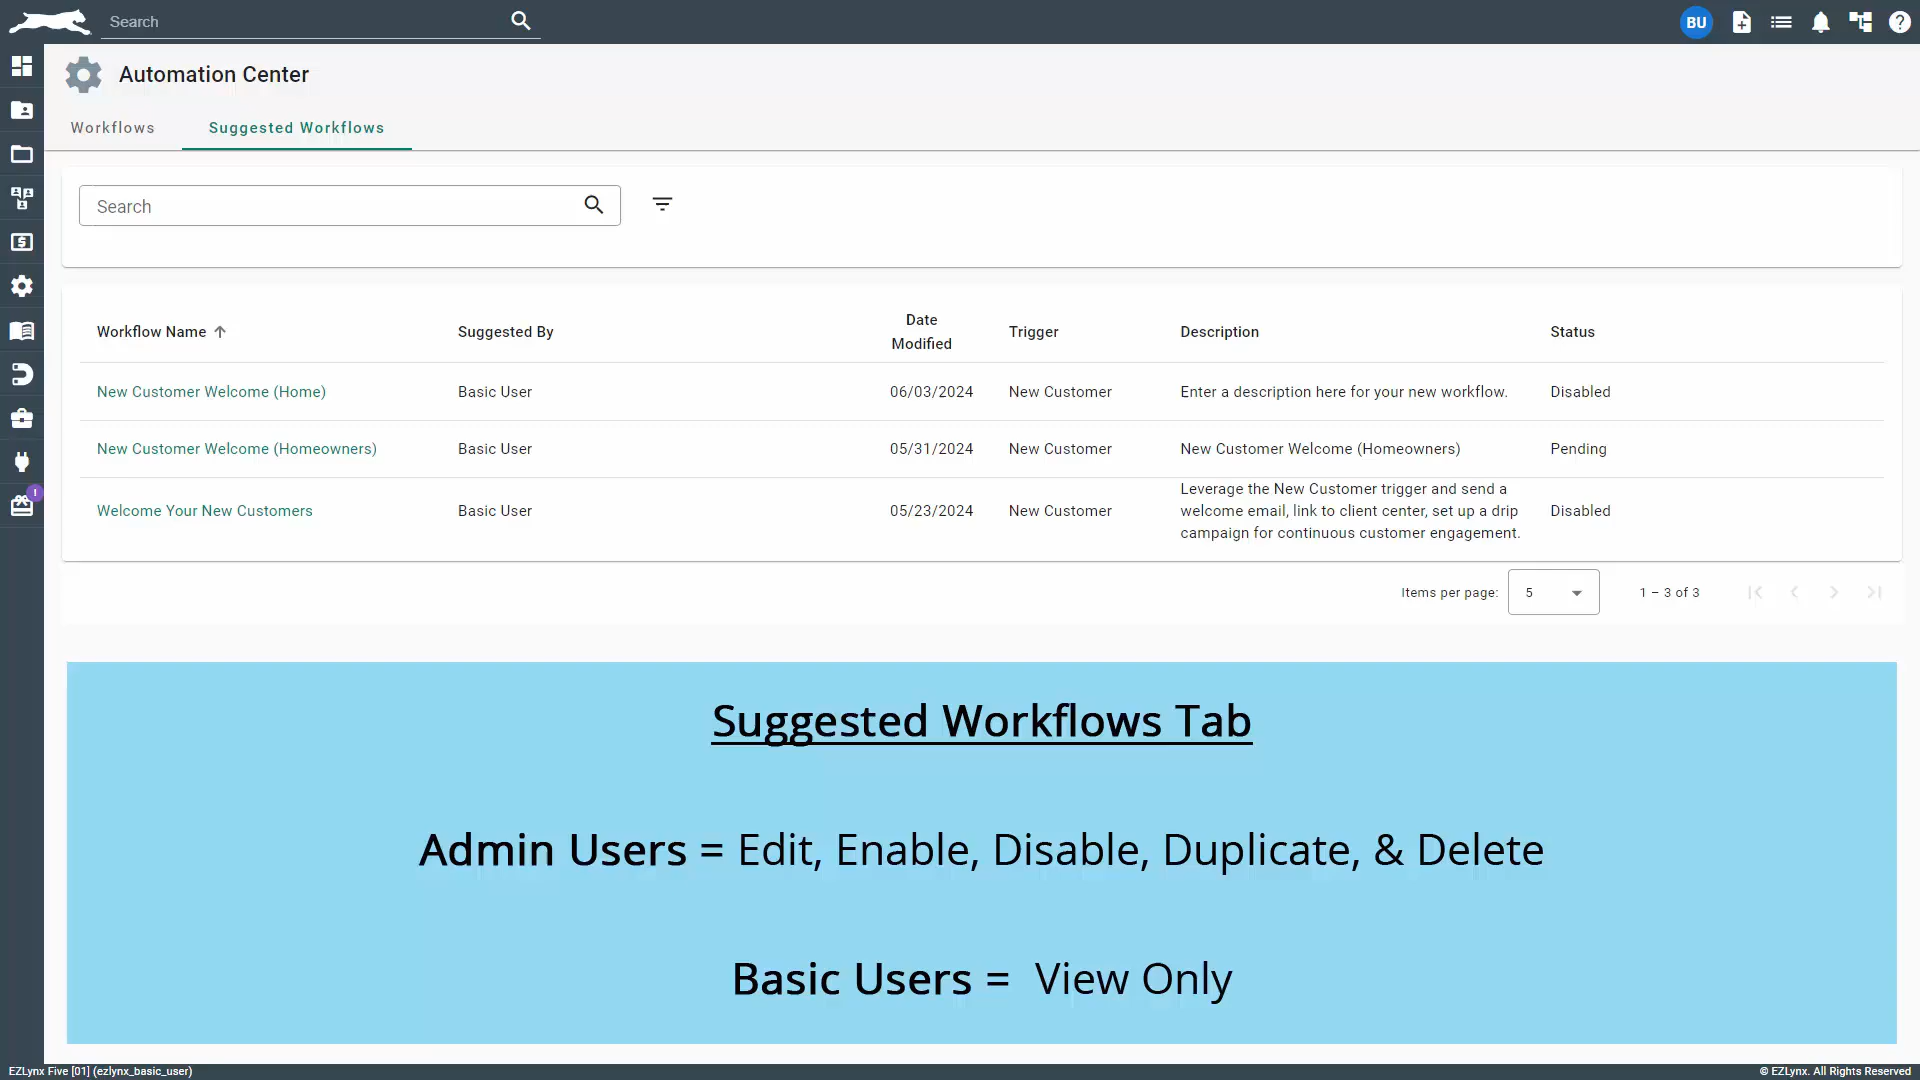 Search
BU
Automation Center
Workflows
Suggested Workflows
Search
Workflow Name
Suggested By
Date
Modified
Trigger
Description
Status
New Customer Welcome (Home)
Basic User
06/03/2024
New Customer
Enter a description here for your new workflow.
Disabled
New Customer Welcome (Homeowners)
Basic User
05/31/2024
New Customer
New Customer Welcome (Homeowners)
Pending
Welcome Your New Customers
Basic User
05/23/2024
New Customer
Leverage the New Customer trigger and send a
welcome email, link to client center, set up a drip
campaign for continuous customer engagement.
Disabled
!
Items per page:
5
1 – 3 of 3
Suggested Workflows Tab
Admin Users = Edit, Enable, Disable, Duplicate, & Delete
Basic Users = View Only
EZLynx Five [01] (ezlynx_basic_user)
© EZLynx. All Rights Reserved